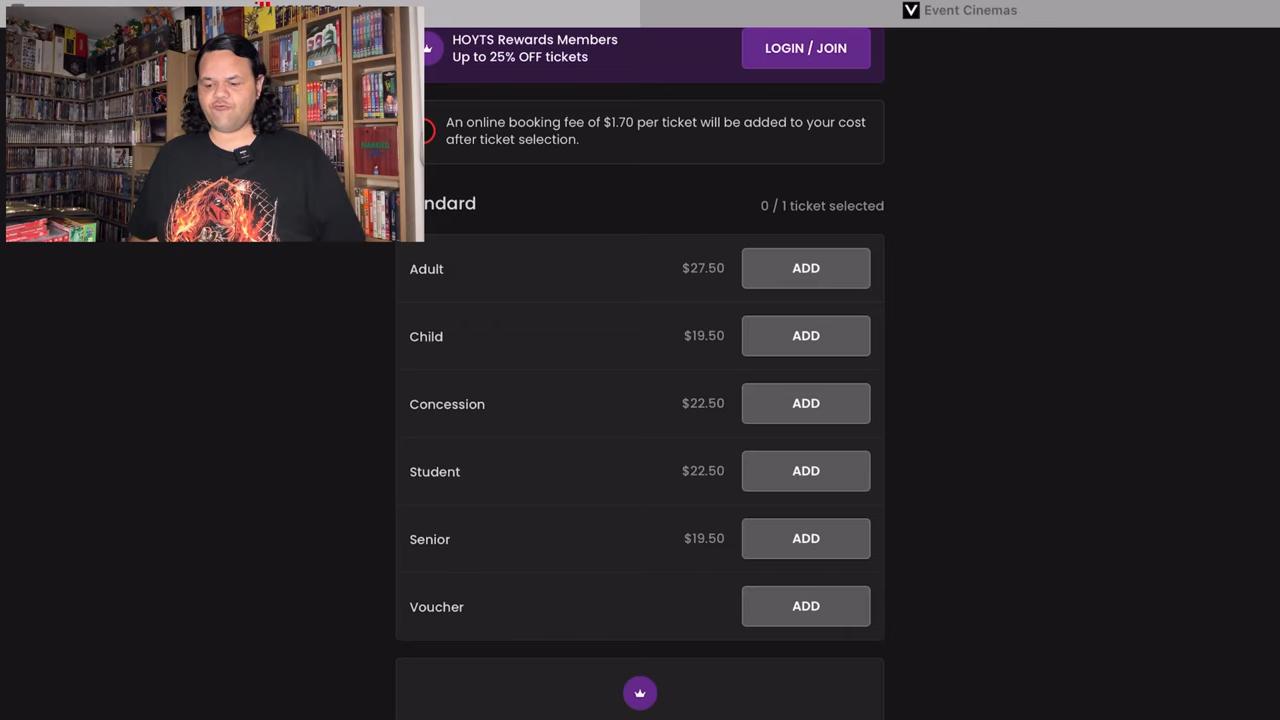 Event Cinemas
HOYTS Rewards Members
Up to 25% OFF tickets
LOGIN / JOIN
An online booking fee of $1.70 per ticket will be added to your cost
after ticket selection.
ndard
0 / 1 ticket selected
Adult $27.50 ADD
Child $19.50 ADD
Concession $22.50 ADD
Student $22.50 ADD
Senior $19.50 ADD
Voucher ADD